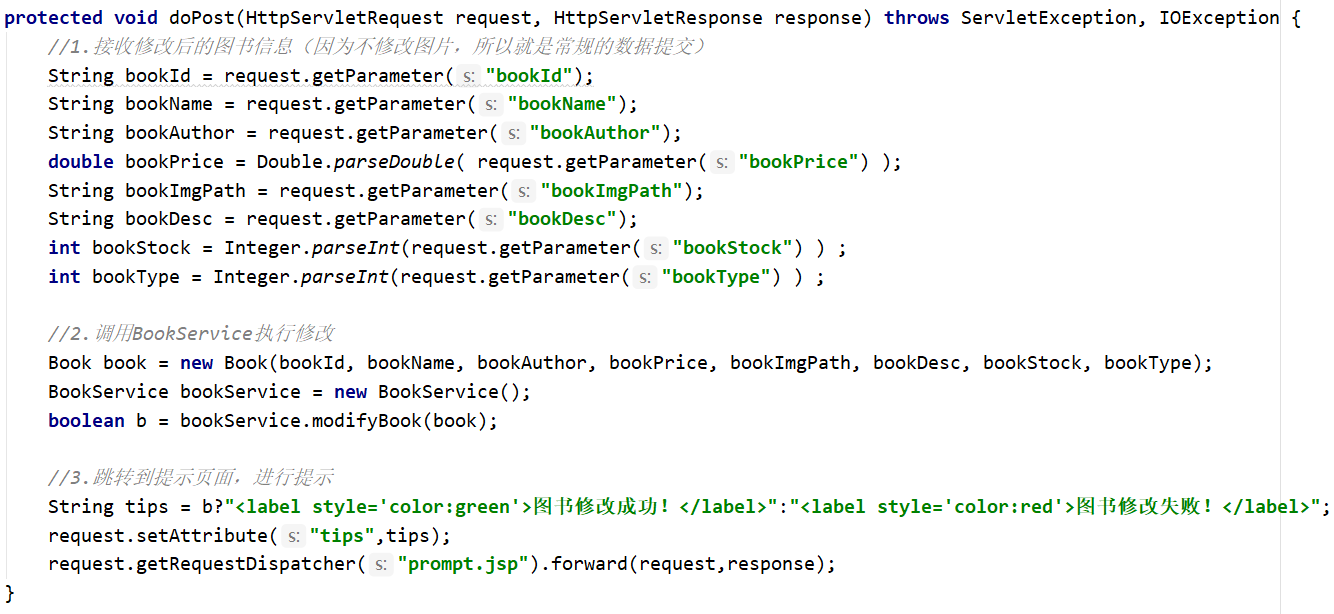 protected void doPost(HttpServletRequest request, HttpServletResponse response) throws ServletException, IOException {
//1.接收修改后的图书信息（因为不修改图片，所以就是常规的数据提交）
String bookId = request.getParameter( s: "bookId");
String bookName = request.getParameter( s: "bookName");
String bookAuthor = request.getParameter( s: "bookAuthor");
double bookPrice = Double.parseDouble( request.getParameter( s: "bookPrice") );
String bookImgPath = request.getParameter( s: "bookImgPath");
String bookDesc = request.getParameter( s: "bookDesc");
int bookStock = Integer.parseInt(request.getParameter( s: "bookStock") ) ;
int bookType = Integer.parseInt(request.getParameter( s: "bookType") ) ;
//2.调用BookService执行修改
Book book = new Book(bookId, bookName, bookAuthor, bookPrice, bookImgPath, bookDesc, bookStock, bookType);
BookService bookService = new BookService();
boolean b = bookService.modifyBook(book);
//3.跳转到提示页面，进行提示
String tips = b?"<label style='color:green'>图书修改成功！</label>":"<label style='color:red'>图书修改失败！</label>";
request.setAttribute( s: "tips",tips);
request.getRequestDispatcher( s: "prompt.jsp").forward(request,response);
}